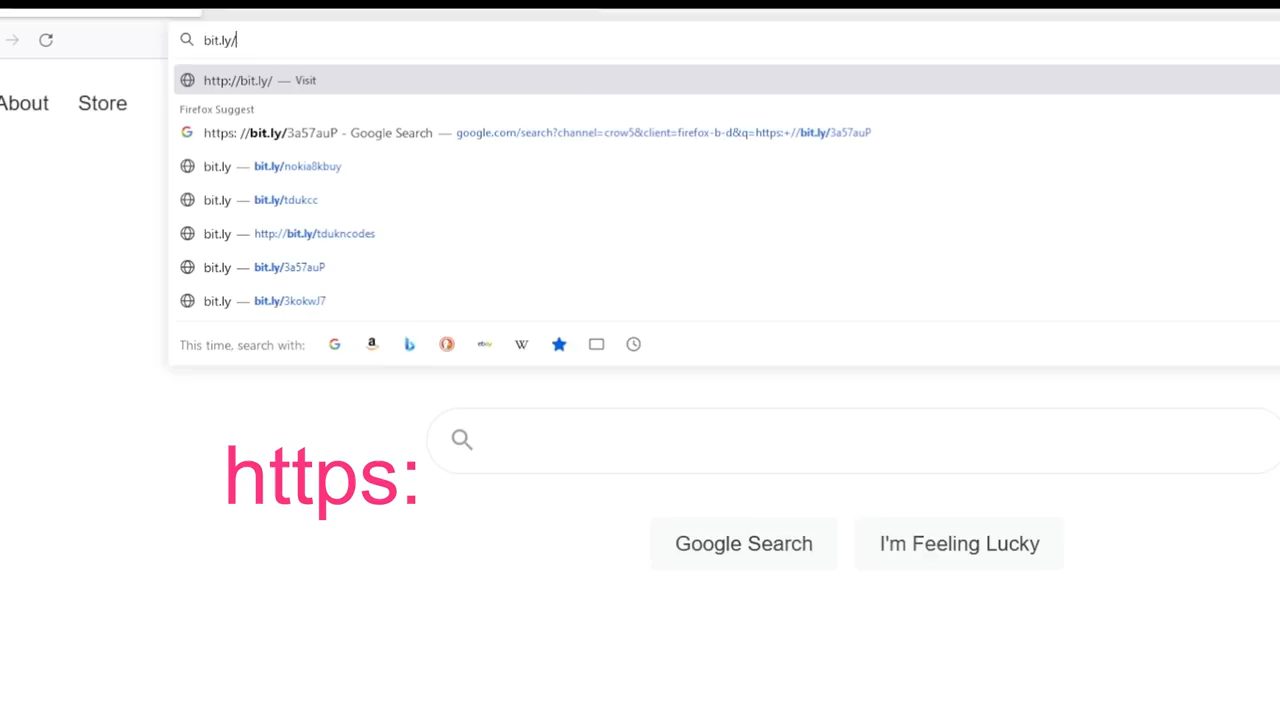 bit.ly/
http://bit.ly/ — Visit
About Store
Firefox Suggest
https: //bit.ly/3a57auP - Google Search — google.com/search?channel=crow5&client=firefox-b-d&q=https:+//bit.ly/3a57auP
bit.ly — bit.ly/nokia8kbuy
bit.ly — bit.ly/tdukcc
bit.ly — http://bit.ly/tdukncodes
bit.ly — bit.ly/3a57auP
bit.ly — bit.ly/3kokwJ7
This time, search with: G a b ebay W
https:
Google Search I'm Feeling Lucky